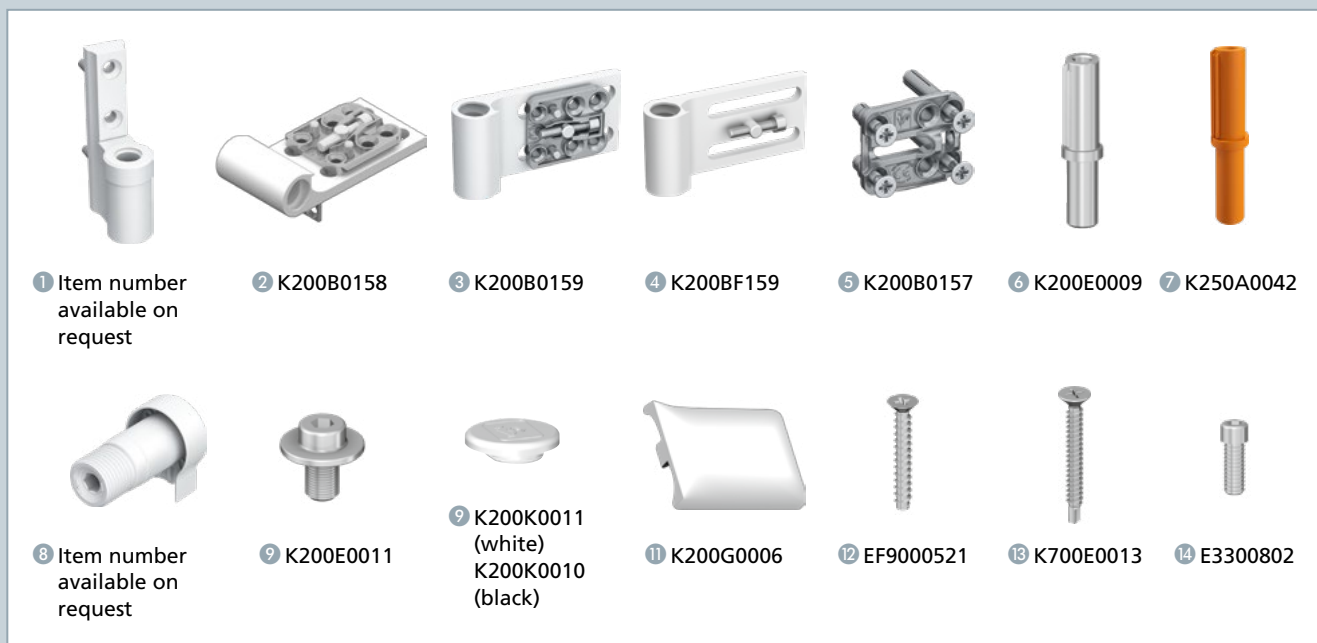 1 Item number
available on
request
2 K200B0158
3 K200B0159
4 K200BF159
5 K200B0157
6 K200E0009
7 K250A0042
8 Item number
available on
request
9 K200E0011
9 K200K0011
(white)
K200K0010
(black)
11 K200G0006
12 EF9000521
13 K700E0013
14 E3300802